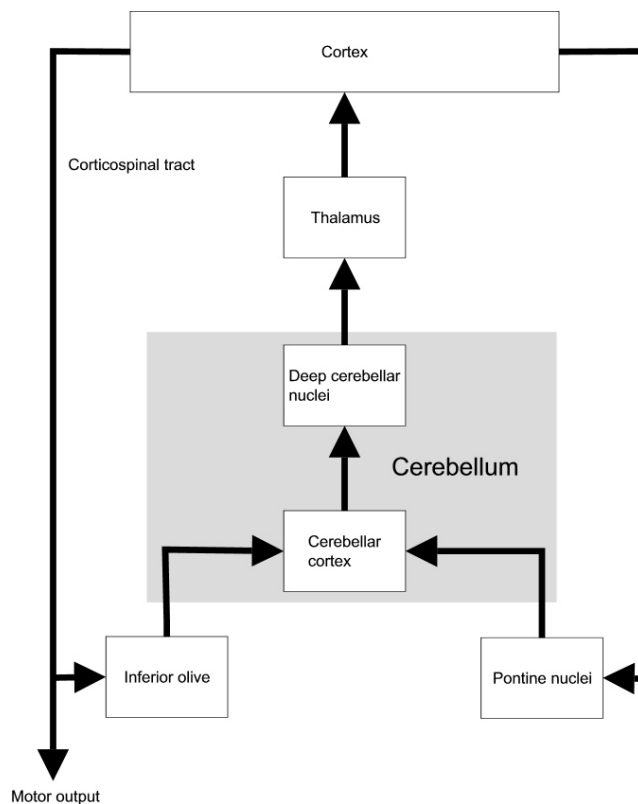 Cortex
Corticospinal tract
Thalamus
Deep cerebellar
nuclei
Cerebellum
Cerebellar
cortex
Inferior olive
Pontine nuclei
Motor output